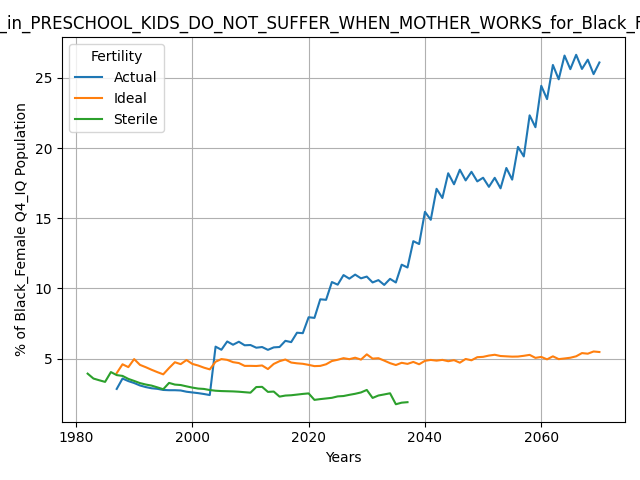 _in_PRESCHOOL_KIDS_DO_NOT_SUFFER_WHEN_MOTHER_WORKS_for_Black_F
Fertility
Actual
Ideal
Sterile
% of Black_Female Q4_IQ Population
25
20
15
10
5
1980 2000 2020 2040 2060
Years